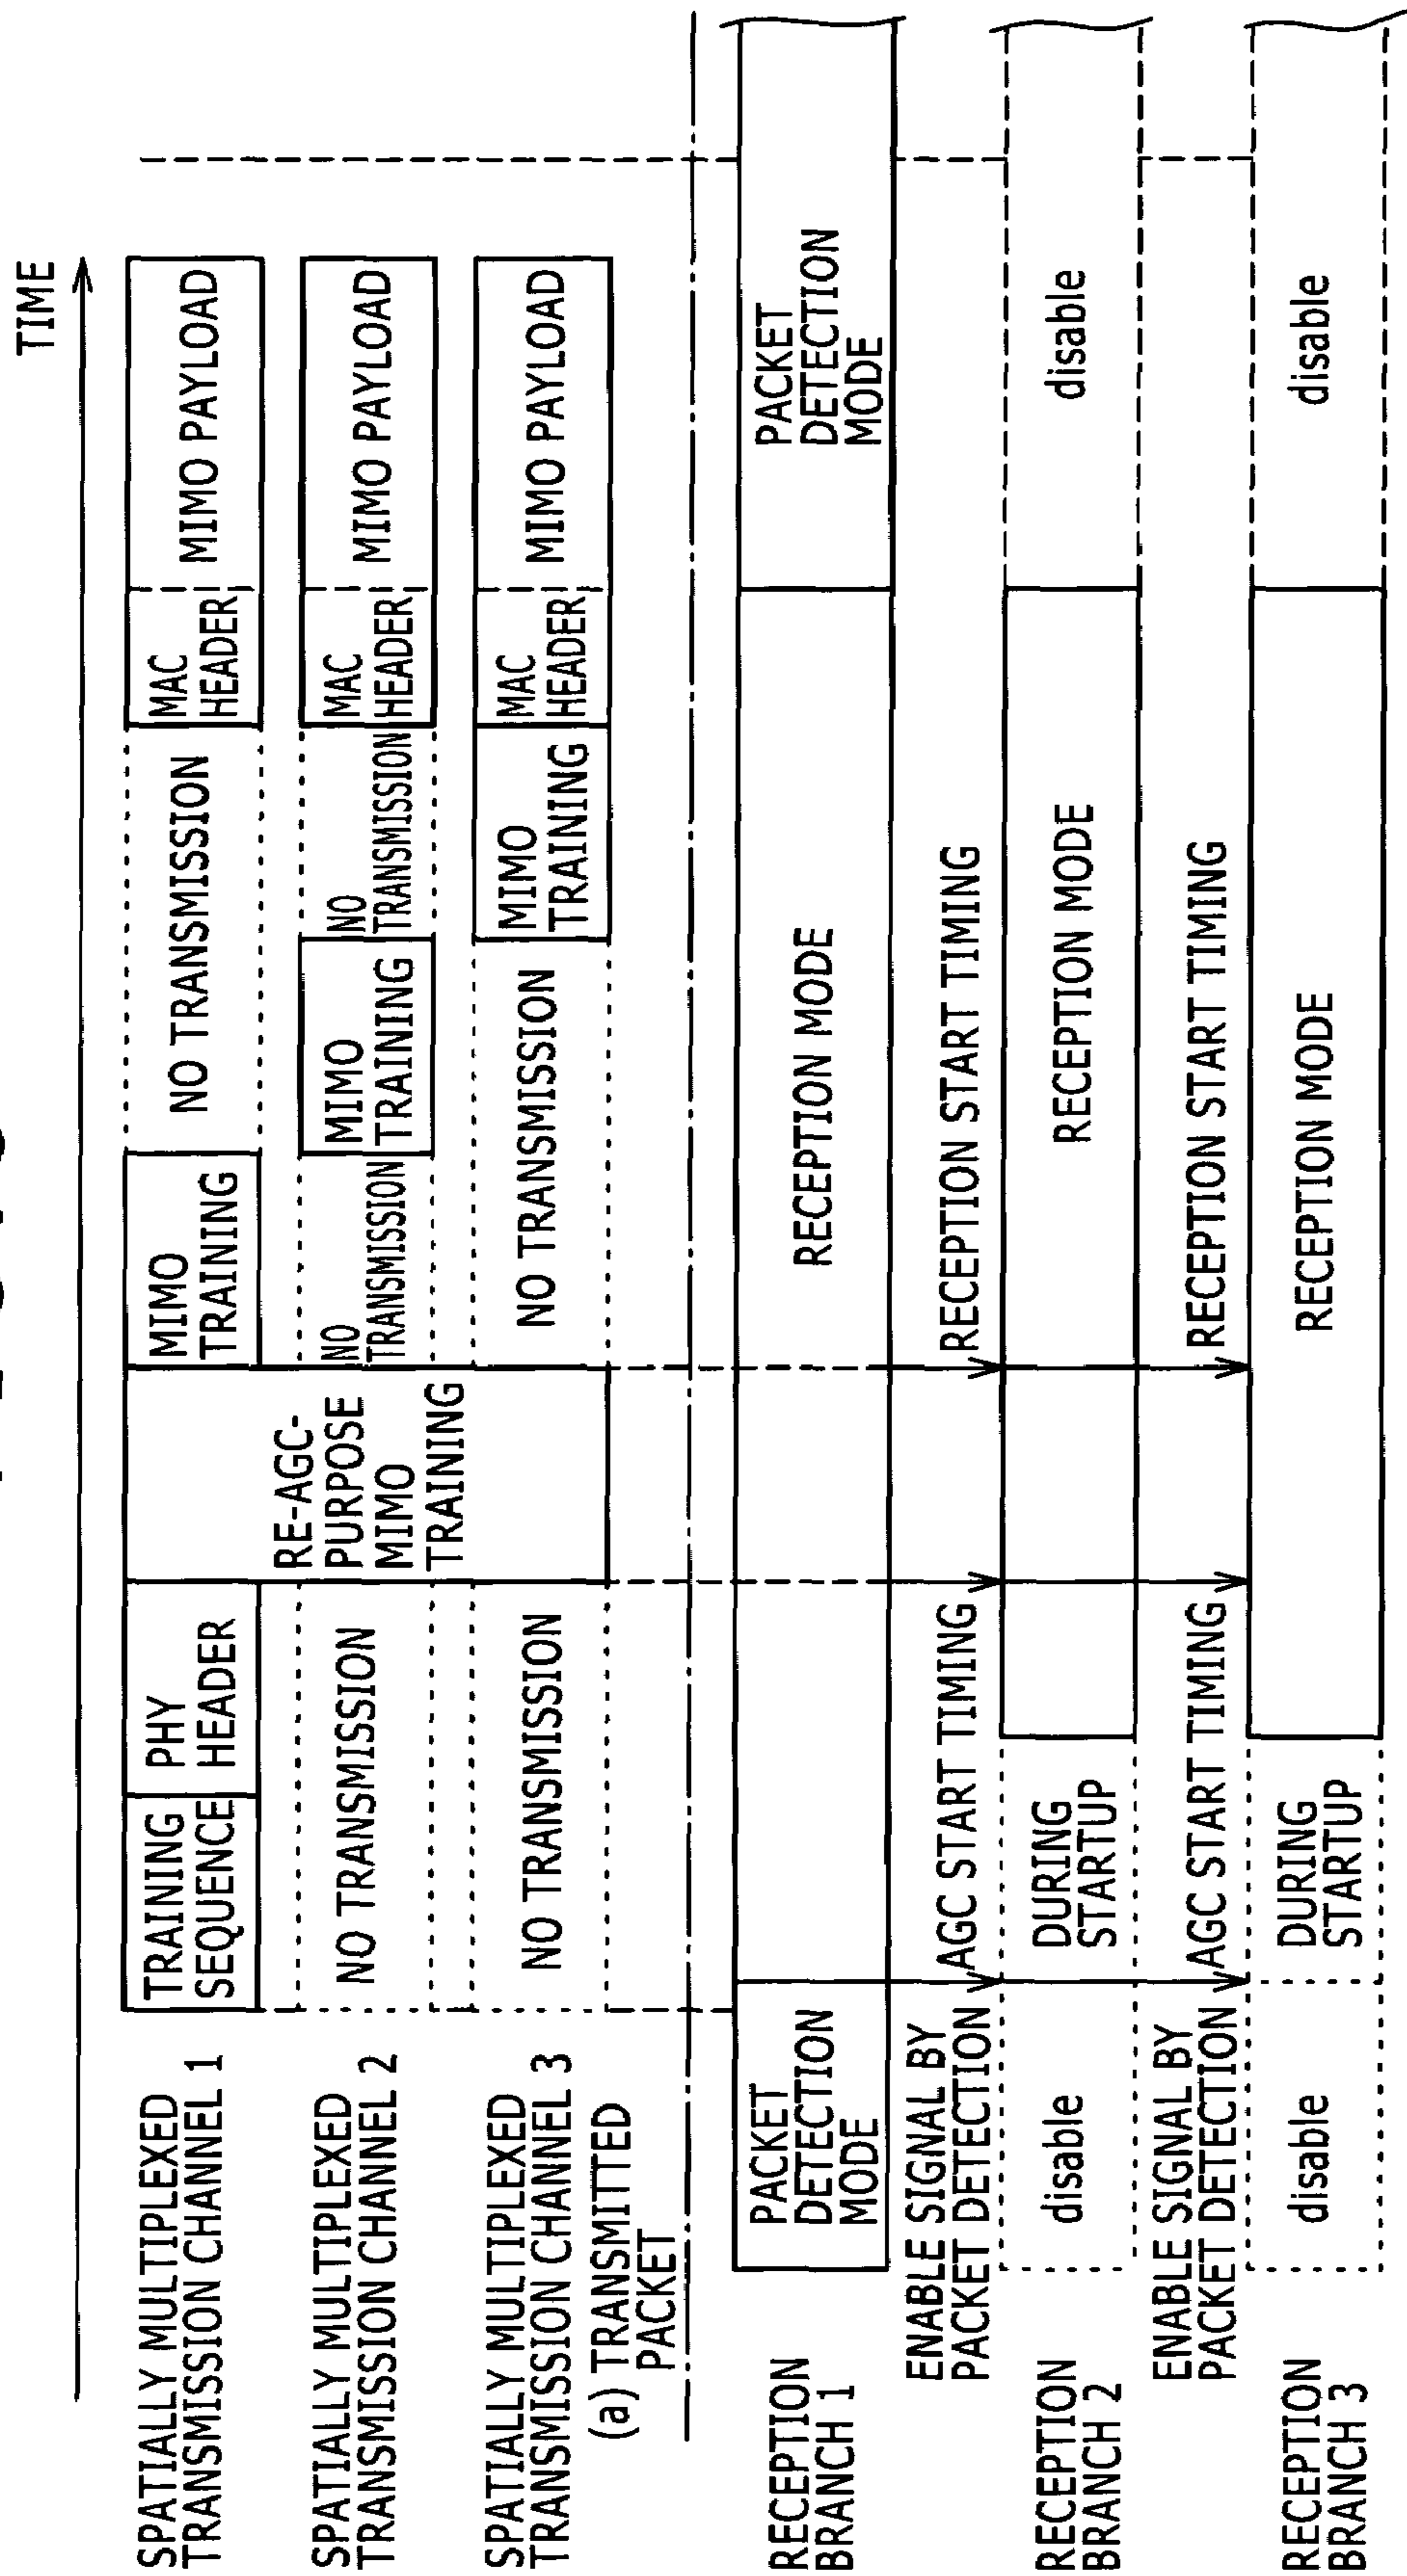 TIME
SPATIALLY MULTIPLEXED
TRANSMISSION CHANNEL 1
TRAINING
SEQUENCE
PHY
HEADER
RE-AGC-
PURPOSE
MIMO
TRAINING
MIMO
TRAINING
NO TRANSMISSION
MAC
HEADER
MIMO PAYLOAD
SPATIALLY MULTIPLEXED
TRANSMISSION CHANNEL 2
NO TRANSMISSION
NO
TRANSMISSION
MIMO
TRAINING
NO
TRANSMISSION
MAC
HEADER
MIMO PAYLOAD
SPATIALLY MULTIPLEXED
TRANSMISSION CHANNEL 3
NO TRANSMISSION
NO TRANSMISSION
MIMO
TRAINING
MAC
HEADER
MIMO PAYLOAD
(a) TRANSMITTED
PACKET
RECEPTION
BRANCH 1
PACKET
DETECTION
MODE
RECEPTION MODE
PACKET
DETECTION
MODE
ENABLE SIGNAL BY
PACKET DETECTION
AGC START TIMING
RECEPTION START TIMING
RECEPTION
BRANCH 2
disable
DURING
STARTUP
RECEPTION MODE
disable
ENABLE SIGNAL BY
PACKET DETECTION
AGC START TIMING
RECEPTION START TIMING
RECEPTION
BRANCH 3
disable
DURING
STARTUP
RECEPTION MODE
disable